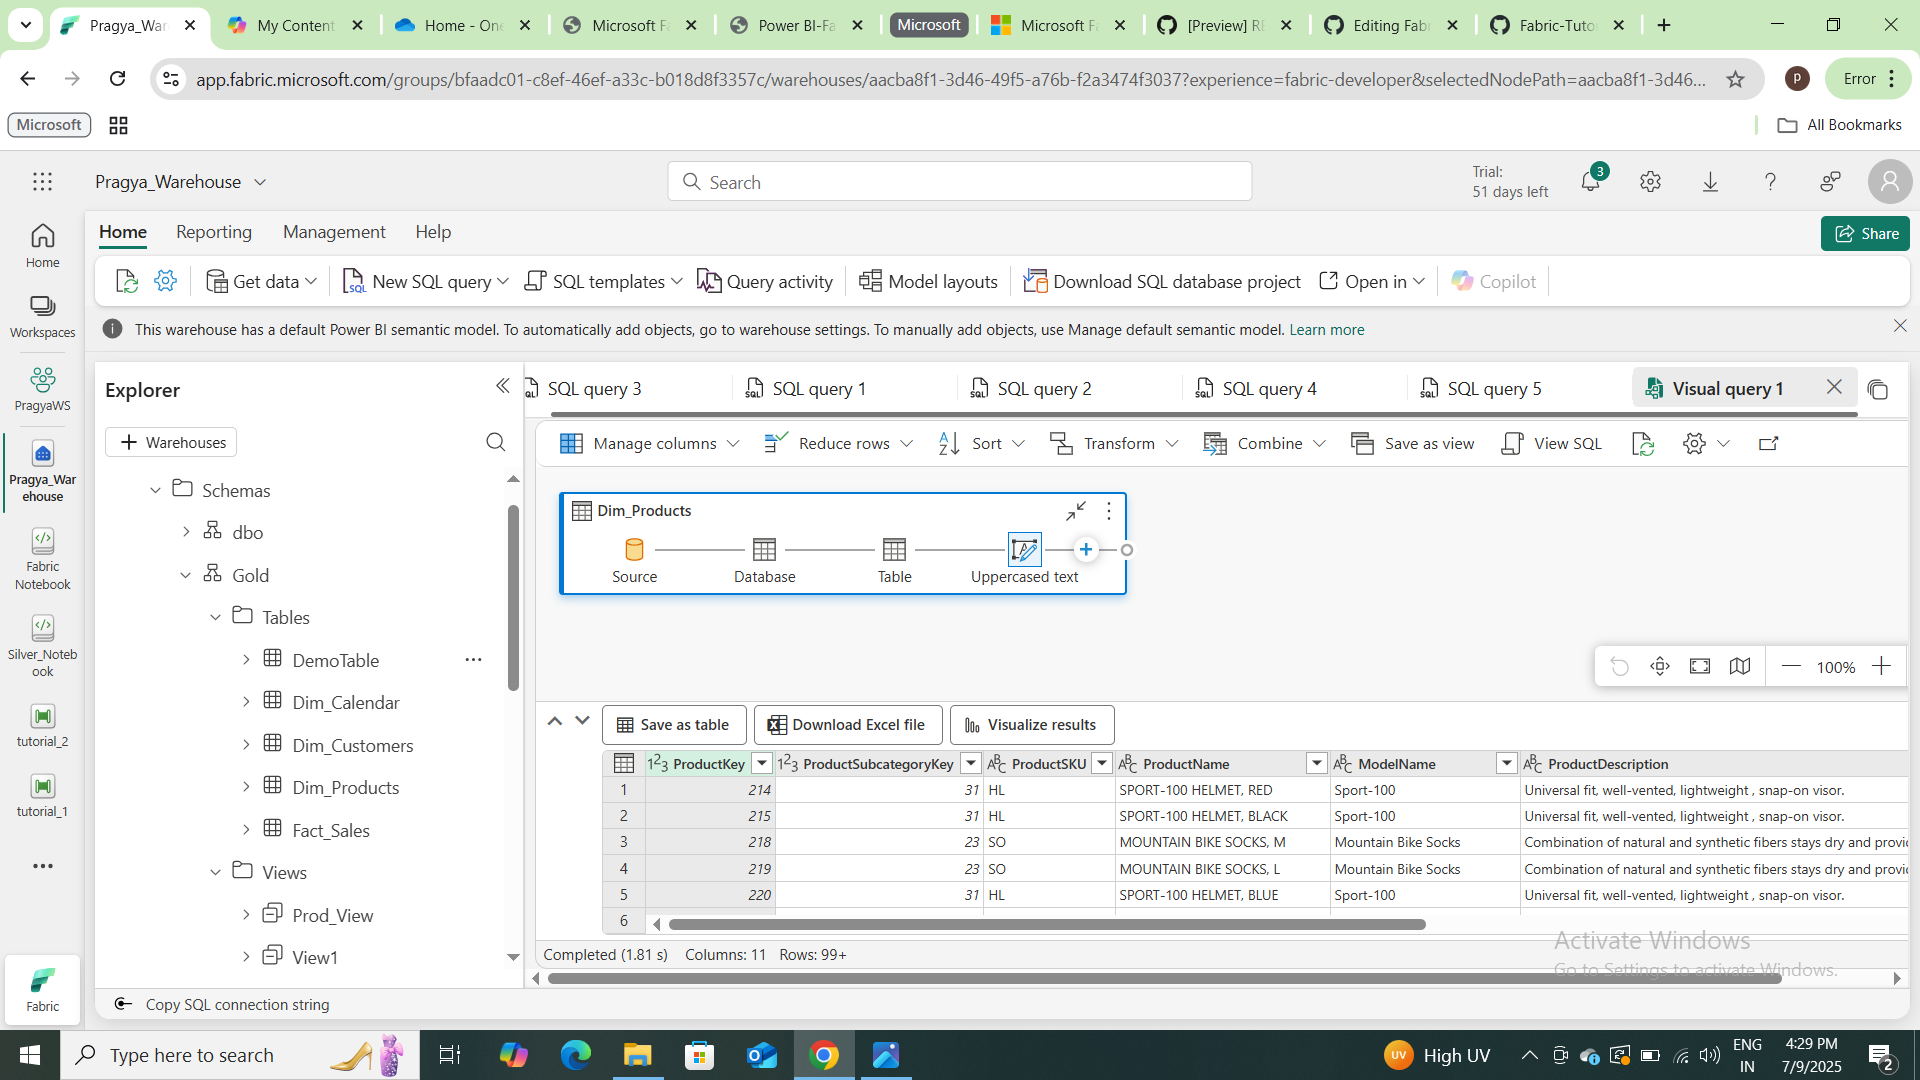 Pragya_War
My Content
Home - One
Microsoft Fa
Power BI-Fa
Microsoft
Microsoft Fa
[Preview] RE
Editing Fabr
Fabric-Tuto
app.fabric.microsoft.com/groups/bfaadc01-c8ef-46ef-a33c-b018d8f3357c/warehouses/aacba8f1-3d46-49f5-a76b-f2a3474f3037?experience=fabric-developer&selectedNodePath=aacba8f1-3d46...
P
Error
Microsoft
All Bookmarks
Pragya_Warehouse
Search
Trial:
51 days left
3
Home
Reporting
Management
Help
Share
Get data
New SQL query
SQL templates
Query activity
Model layouts
Download SQL database project
Open in
Copilot
This warehouse has a default Power BI semantic model. To automatically add objects, go to warehouse settings. To manually add objects, use Manage default semantic model. Learn more
Home
Workspaces
PragyaWS
Pragya_War
ehouse
Fabric
Notebook
Silver_Noteb
ook
tutorial_2
tutorial_1
Fabric
Explorer
Warehouses
Schemas
dbo
Gold
Tables
DemoTable
Dim_Calendar
Dim_Customers
Dim_Products
Fact_Sales
Views
Prod_View
View1
Copy SQL connection string
SQL query 3
SQL query 1
SQL query 2
SQL query 4
SQL query 5
Visual query 1
Manage columns
Reduce rows
Sort
Transform
Combine
Save as view
View SQL
Dim_Products
Source
Database
Table
Uppercased text
100%
Save as table
Download Excel file
Visualize results
ProductKey ProductSubcategoryKey ProductSKU ProductName ModelName ProductDescription
1 214 31 HL SPORT-100 HELMET, RED Sport-100 Universal fit, well-vented, lightweight , snap-on visor.
2 215 31 HL SPORT-100 HELMET, BLACK Sport-100 Universal fit, well-vented, lightweight , snap-on visor.
3 218 23 SO MOUNTAIN BIKE SOCKS, M Mountain Bike Socks Combination of natural and synthetic fibers stays dry and provi
4 219 23 SO MOUNTAIN BIKE SOCKS, L Mountain Bike Socks Combination of natural and synthetic fibers stays dry and provi
5 220 31 HL SPORT-100 HELMET, BLUE Sport-100 Universal fit, well-vented, lightweight , snap-on visor.
6
Completed (1.81 s) Columns: 11 Rows: 99+
Activate Windows
Go to Settings to activate Windows.
Type here to search
UV
High UV
ENG
IN
4:29 PM
7/9/2025
2